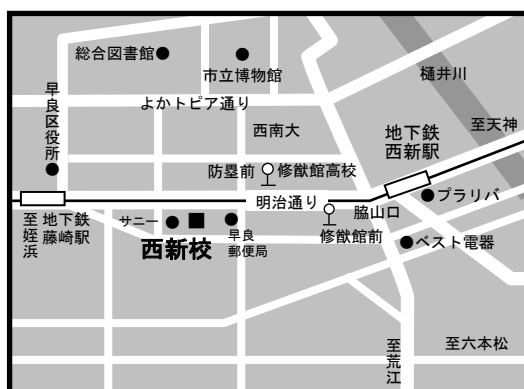 総合図書館
市立博物館
樋井川
よかトピア通り
早良区役所
西南大
地下鉄
西新駅
至天神
防塁前
修猷館高校
明治通り
プラリバ
脇山口
至姪浜
地下鉄
藤崎駅
サニー
西新校
早良
郵便局
修猷館前
ベスト電器
至六本松
至荒江